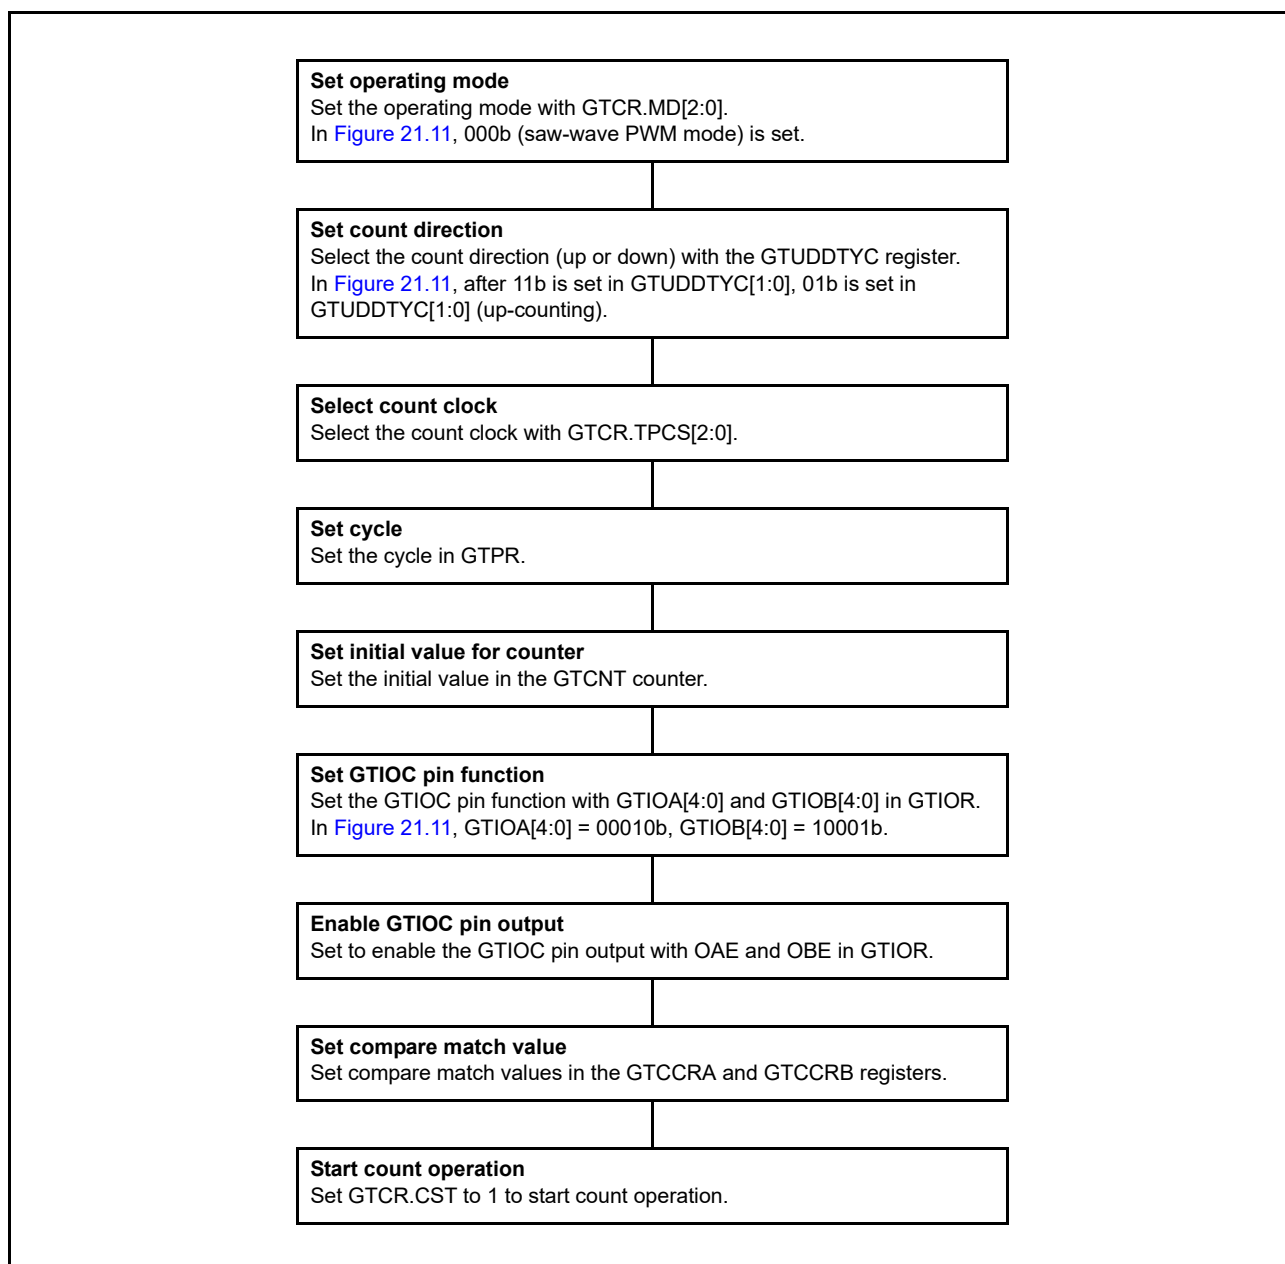 Set operating mode
Set the operating mode with GTCR.MD[2:0].
In Figure 21.11, 000b (saw-wave PWM mode) is set.
Set count direction
Select the count direction (up or down) with the GTUDDTYC register.
In Figure 21.11, after 11b is set in GTUDDTYC[1:0], 01b is set in
GTUDDTYC[1:0] (up-counting).
Select count clock
Select the count clock with GTCR.TPCS[2:0].
Set cycle
Set the cycle in GTPR.
Set initial value for counter
Set the initial value in the GTCNT counter.
Set GTIOC pin function
Set the GTIOC pin function with GTIOA[4:0] and GTIOB[4:0] in GTIOR.
In Figure 21.11, GTIOA[4:0] = 00010b, GTIOB[4:0] = 10001b.
Enable GTIOC pin output
Set to enable the GTIOC pin output with OAE and OBE in GTIOR.
Set compare match value
Set compare match values in the GTCCRA and GTCCRB registers.
Start count operation
Set GTCR.CST to 1 to start count operation.